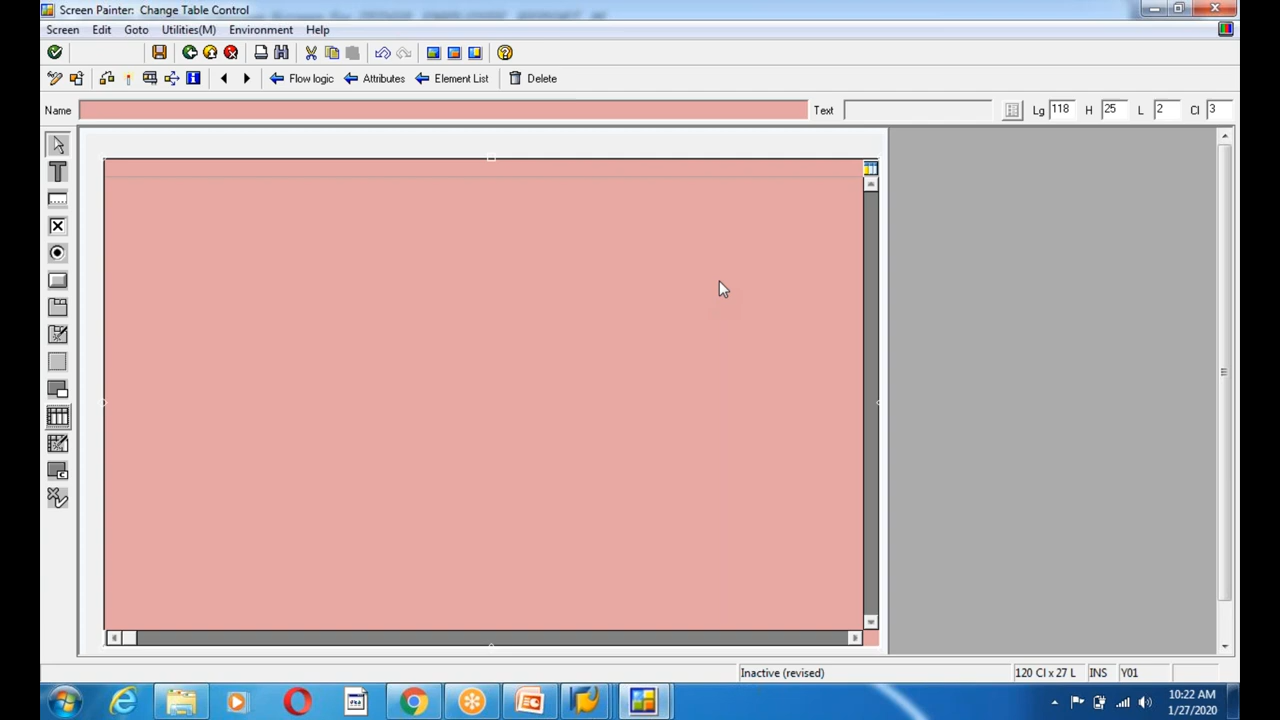 Screen Painter: Change Table Control
Screen Edit Goto Utilities(M) Environment Help
Flow logic Attributes Element List Delete
Name Text Lg 118 H 25 L 2 Cl 3
Inactive (revised) 120 Cl x 27 L INS Y01
10:22 AM
1/27/2020